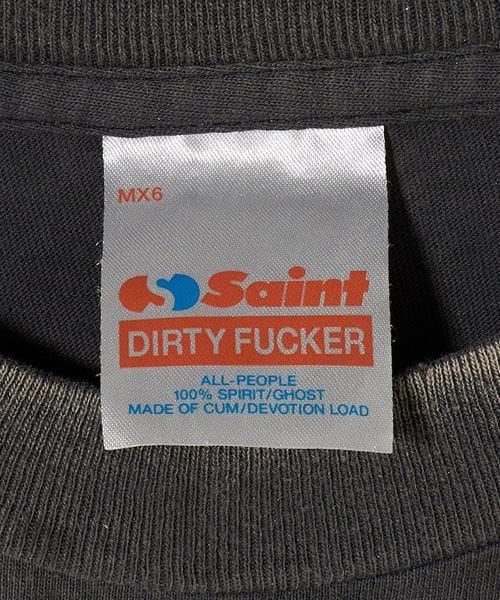 MX6
Saint
DIRTY FUCKER
ALL-PEOPLE
100% SPIRIT/GHOST
MADE OF CUM/DEVOTION LOAD